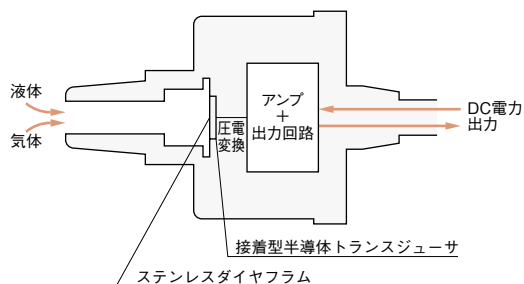 液体
気体
圧電
変換
アンプ
+
出力回路
DC電力
出力
接着型半導体トランスジューサ
ステンレスダイヤフラム